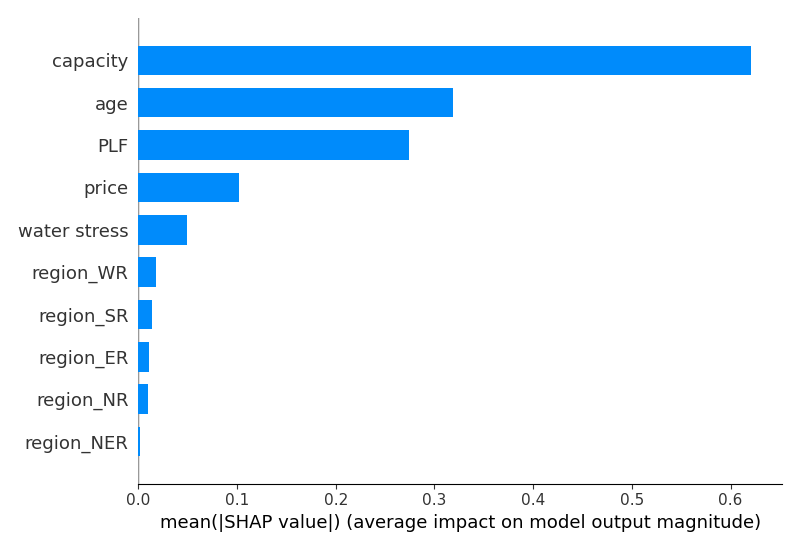 capacity
age
PLF
price
water stress
region_WR
region_SR
region_ER
region_NR
region_NER
0.0 0.1 0.2 0.3 0.4 0.5 0.6
mean(|SHAP value|) (average impact on model output magnitude)